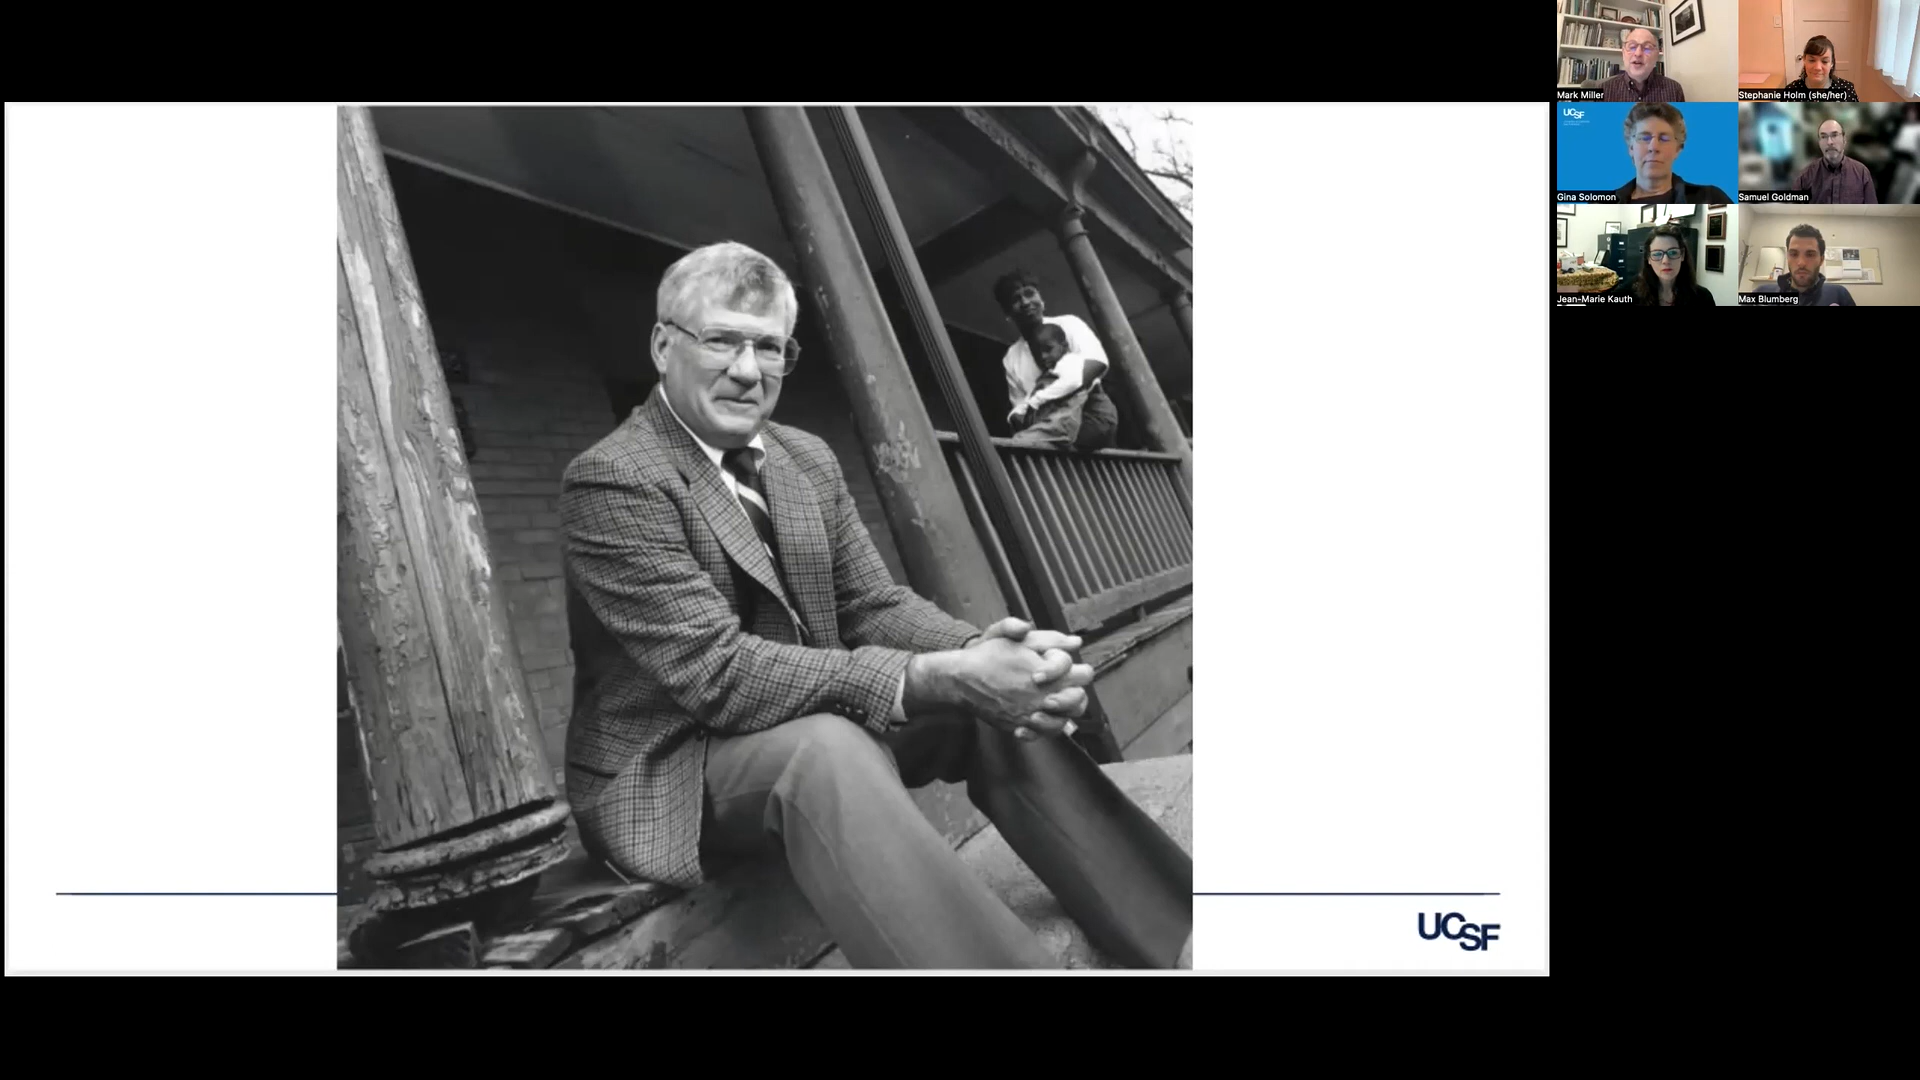 Mark Miller
Stephanie Holm (she/her)
UCSF
Gina Solomon
Samuel Goldman
Jean-Marie Kauth
Max Blumberg
UCSF